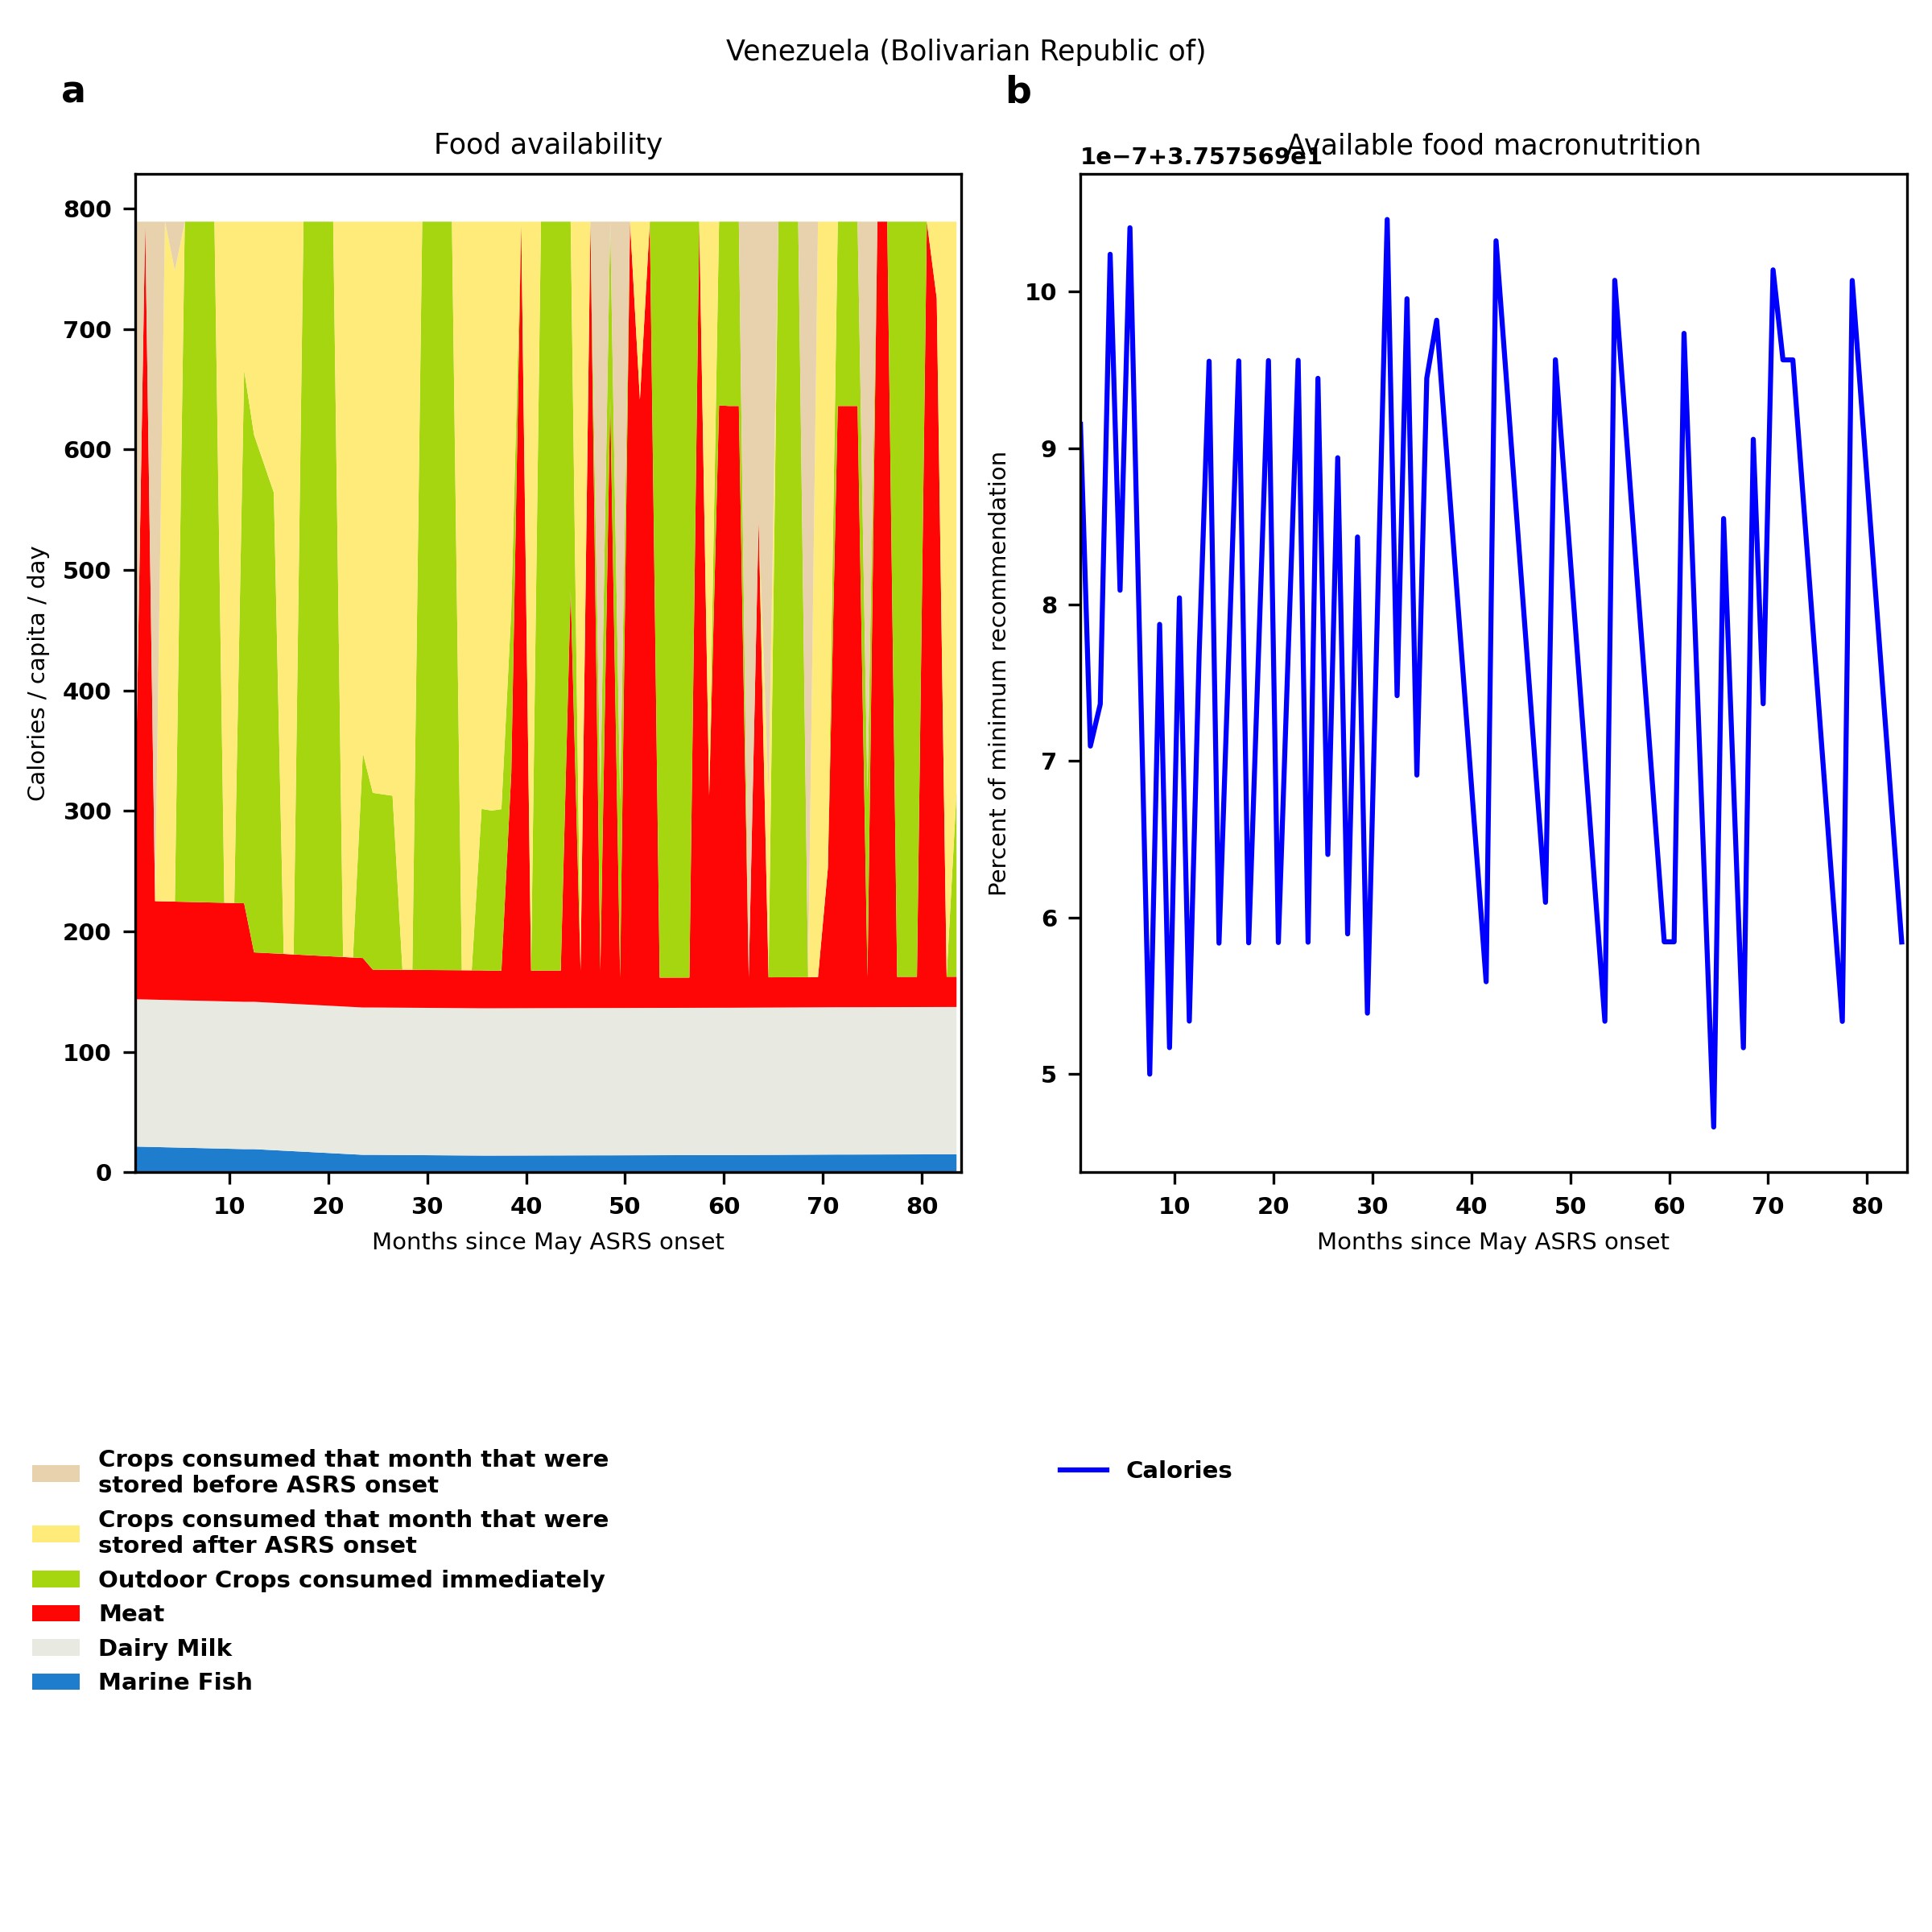 Venezuela (Bolivarian Republic of)
a
Food availability
Calories / capita / day
800
700
600
500
400
300
200
100
0
10 20 30 40 50 60 70 80
Months since May ASRS onset
b
Available food macronutrition
1e−7+3.757569e1
Percent of minimum recommendation
10
9
8
7
6
5
10 20 30 40 50 60 70 80
Months since May ASRS onset
Crops consumed that month that were
stored before ASRS onset
Crops consumed that month that were
stored after ASRS onset
Outdoor Crops consumed immediately
Meat
Dairy Milk
Marine Fish
Calories